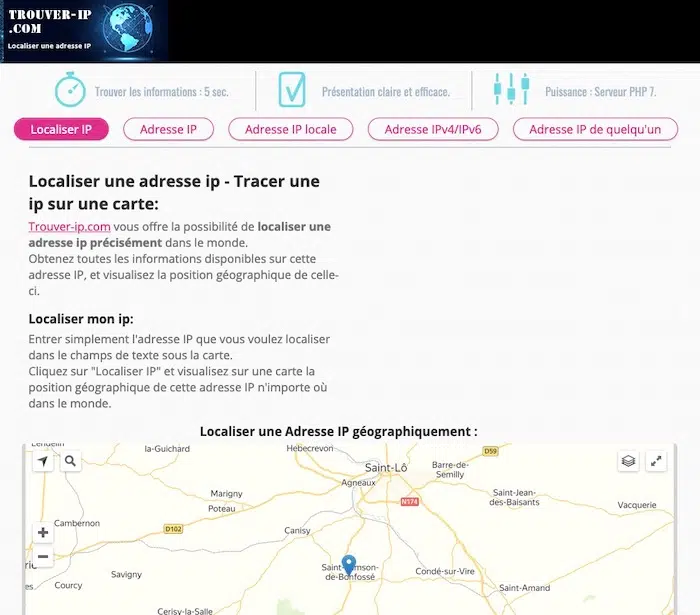 TROUVER-IP
.COM
Localiser une adresse IP
Trouver les informations : 5 sec.
Présentation claire et efficace.
Puissance : Serveur PHP 7.
Localiser IP
Adresse IP
Adresse IP locale
Adresse IPv4/IPv6
Adresse IP de quelqu'un
Localiser une adresse ip - Tracer une
ip sur une carte:
Trouver-ip.com vous offre la possibilité de localiser une
adresse ip précisément dans le monde.
Obtenez toutes les informations disponibles sur cette
adresse IP, et visualisez la position géographique de celle-
ci.
Localiser mon ip:
Entrer simplement l'adresse IP que vous voulez localiser
dans le champs de texte sous la carte.
Cliquez sur "Localiser IP" et visualisez sur une carte la
position géographique de cette adresse IP n'importe où
dans le monde.
Localiser une Adresse IP géographiquement :
la-Guichard
Hebecrevon
D59
Saint-Lô
Barre-de-
Semilly
Agneaux
Marigny
Poteau
N174
Saint-Jean-
des-Baisants
Vacquerie
Cambernon
D102
Canisy
Courcy
Savigny
de-Bonfossé
Condé-sur-Vire
Saint-Amand
Cerisy-la-Salle